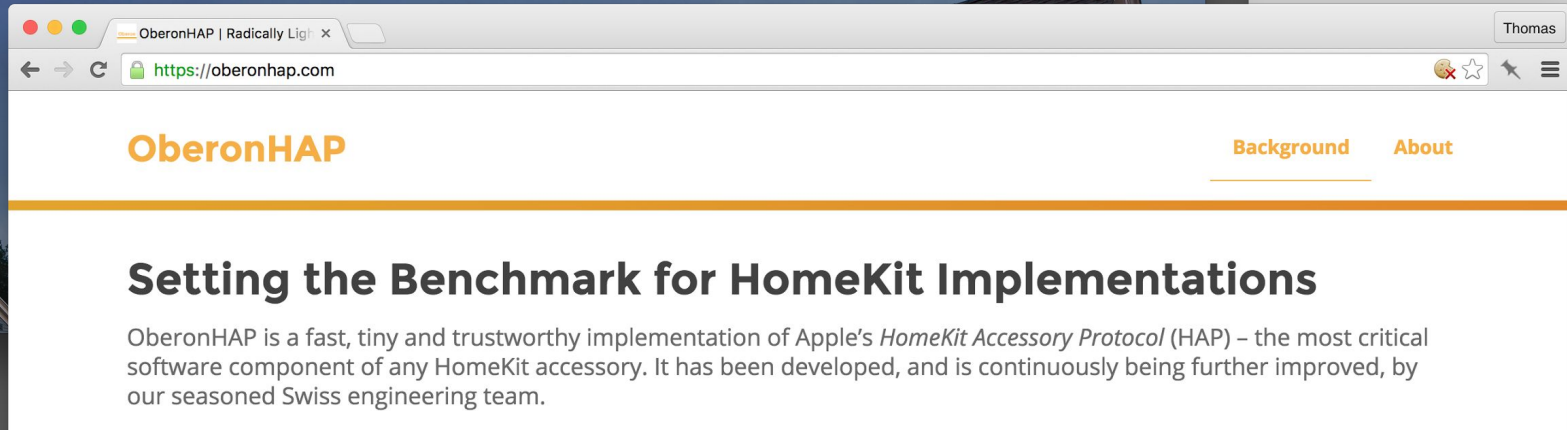 OberonHAP | Radically Ligh
Thomas
https://oberonhap.com
OberonHAP
Background About
Setting the Benchmark for HomeKit Implementations
OberonHAP is a fast, tiny and trustworthy implementation of Apple’s HomeKit Accessory Protocol (HAP) – the most critical
software component of any HomeKit accessory. It has been developed, and is continuously being further improved, by
our seasoned Swiss engineering team.